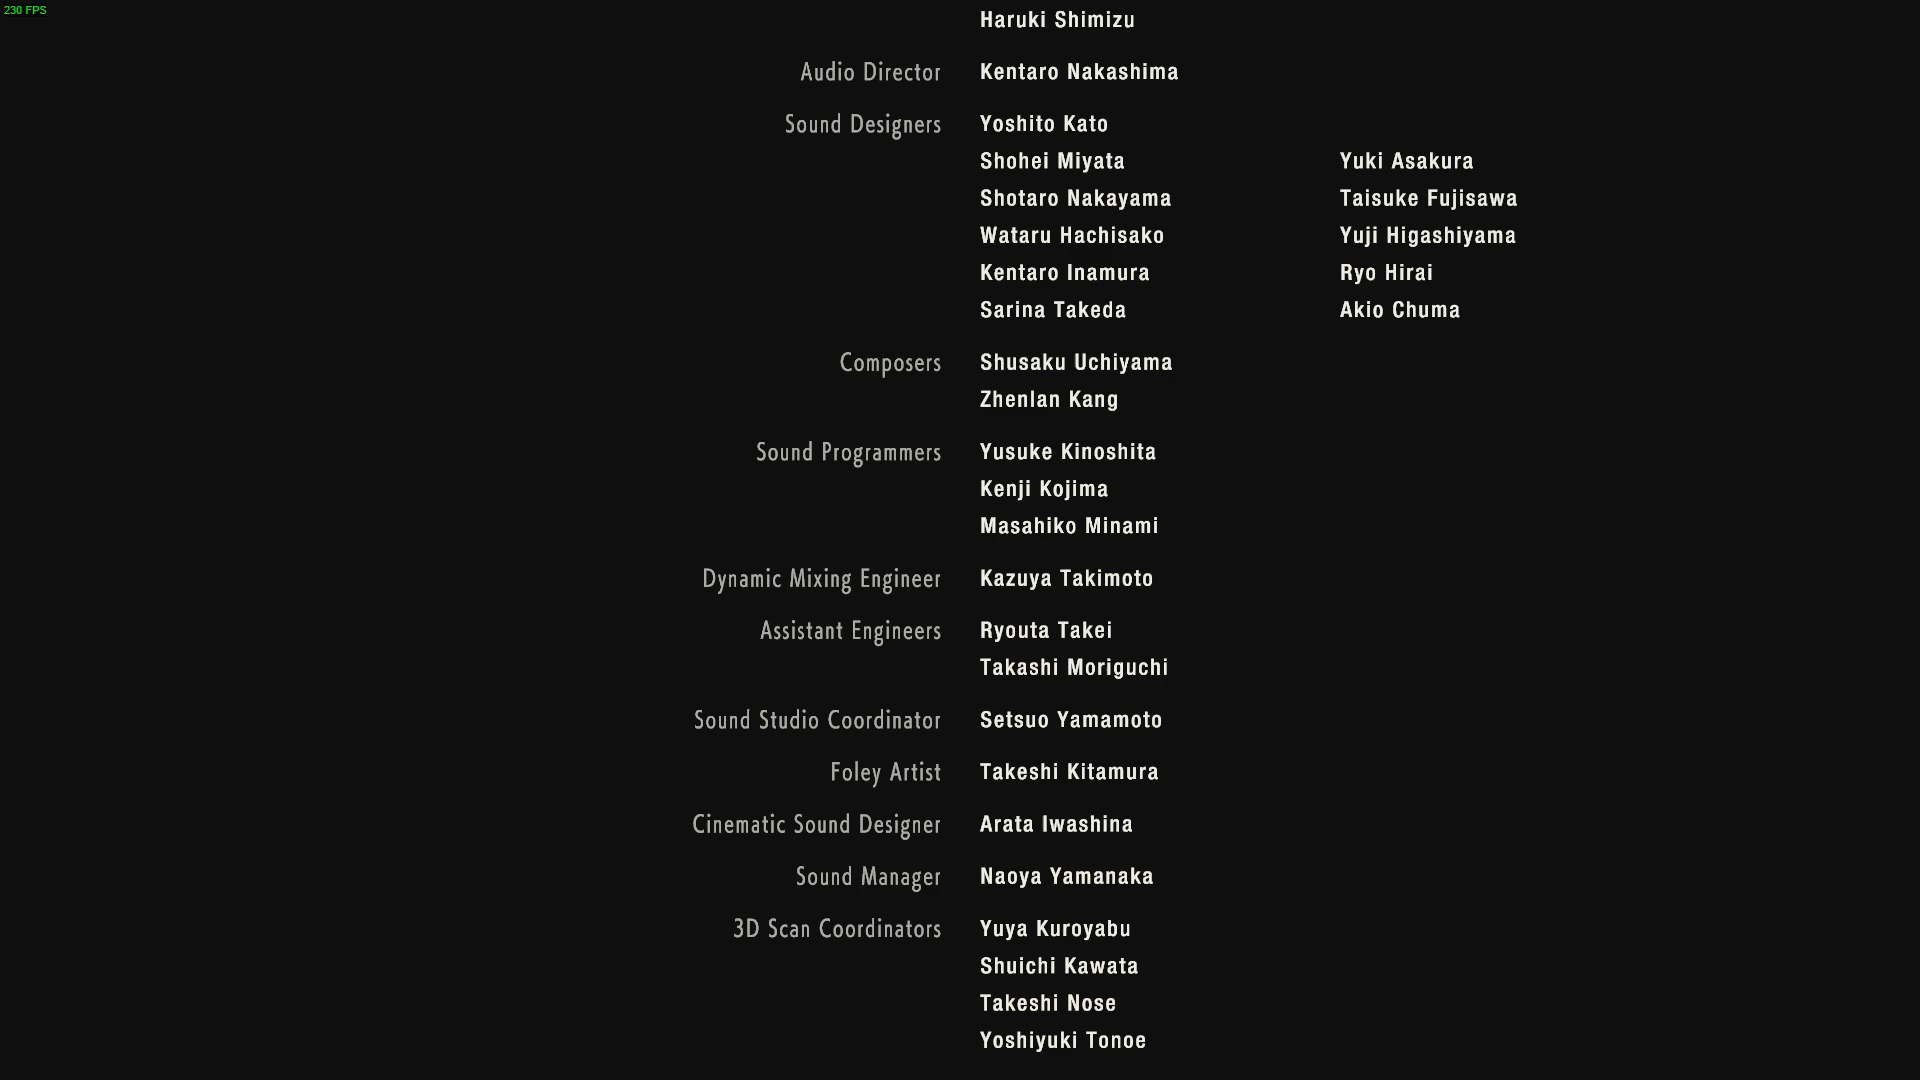 230 FPS
Haruki Shimizu
Audio Director Kentaro Nakashima
Sound Designers Yoshito Kato
Shohei Miyata Yuki Asakura
Shotaro Nakayama Taisuke Fujisawa
Wataru Hachisako Yuji Higashiyama
Kentaro Inamura Ryo Hirai
Sarina Takeda Akio Chuma
Composers Shusaku Uchiyama
Zhenlan Kang
Sound Programmers Yusuke Kinoshita
Kenji Kojima
Masahiko Minami
Dynamic Mixing Engineer Kazuya Takimoto
Assistant Engineers Ryouta Takei
Takashi Moriguchi
Sound Studio Coordinator Setsuo Yamamoto
Foley Artist Takeshi Kitamura
Cinematic Sound Designer Arata Iwashina
Sound Manager Naoya Yamanaka
3D Scan Coordinators Yuya Kuroyabu
Shuichi Kawata
Takeshi Nose
Yoshiyuki Tonoe